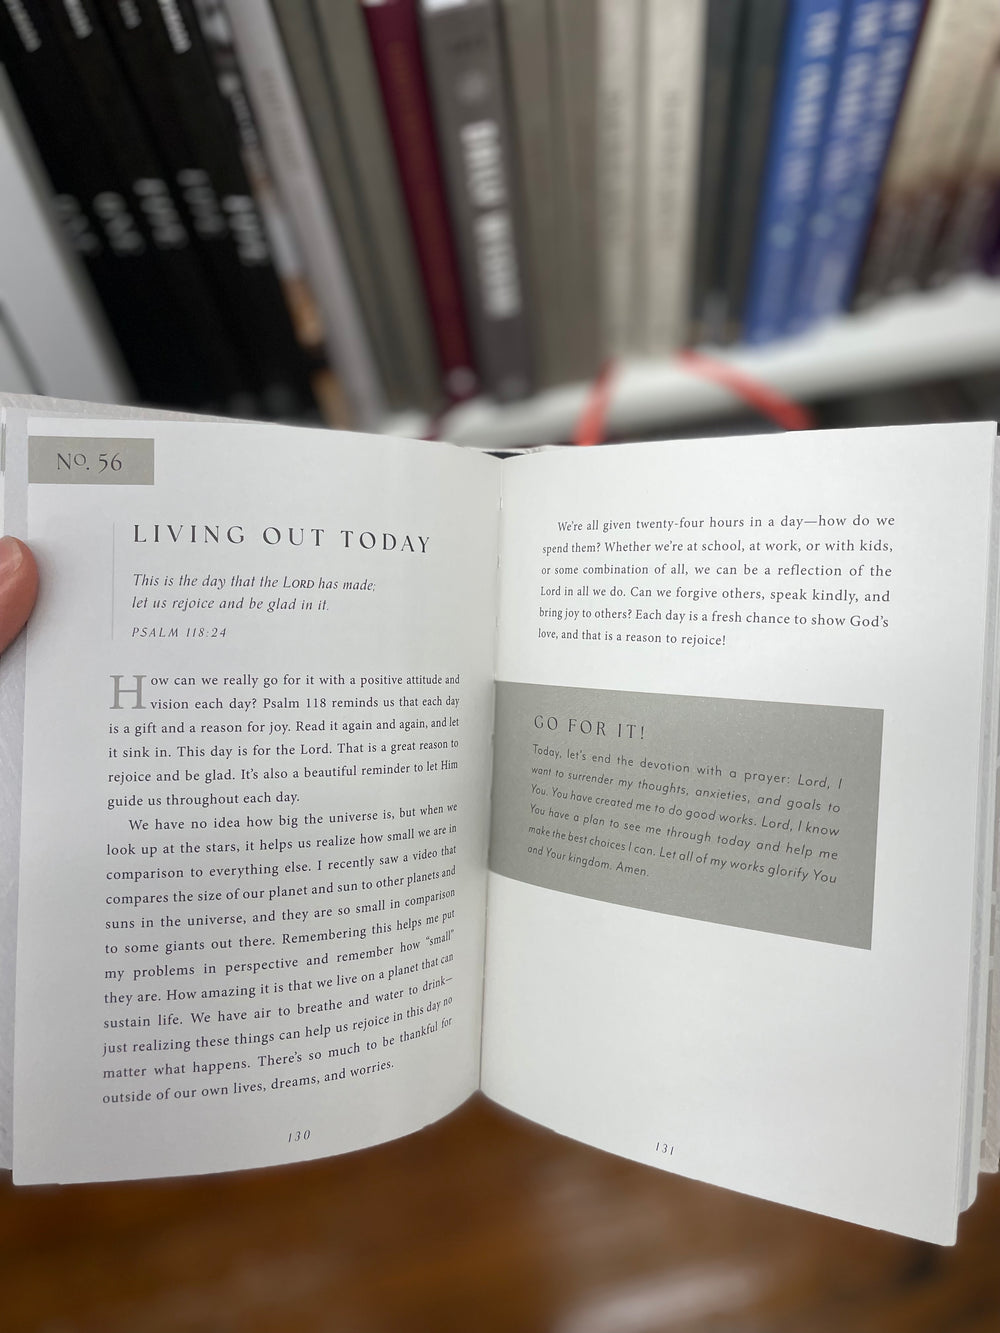 No. 56
LIVING OUT TODAY
This is the day that the LORD has made;
let us rejoice and be glad in it.
PSALM 118:24
How can we really go for it with a positive attitude and
vision each day? Psalm 118 reminds us that each day
is a gift and a reason for joy. Read it again and again, and let
it sink in. This day is for the Lord. That is a great reason to
rejoice and be glad. It's also a beautiful reminder to let Him
guide us throughout each day.
We have no idea how big the universe is, but when we
look up at the stars, it helps us realize how small we are in
comparison to everything else. I recently saw a video that
compares the size of our planet and sun to other planets and
suns in the universe, and they are so small in comparison
to some giants out there. Remembering this helps me put
my problems in perspective and remember how “small”
they are. How amazing it is that we live on a planet that can
sustain life. We have air to breathe and water to drink—
just realizing these things can help us rejoice in this day no
matter what happens. There's so much to be thankful for
outside of our own lives, dreams, and worries.
130
We're all given twenty-four hours in a day—how do we
spend them? Whether we're at school, at work, or with kids,
or some combination of all, we can be a reflection of the
Lord in all we do. Can we forgive others, speak kindly, and
bring joy to others? Each day is a fresh chance to show God's
love, and that is a reason to rejoice!
GO FOR IT!
Today, let's end the devotion with a prayer: Lord, I
want to surrender my thoughts, anxieties, and goals to
You. You have created me to do good works. Lord, I know
You have a plan to see me through today and help me
make the best choices I can. Let all of my works glorify You
and Your kingdom. Amen.
131